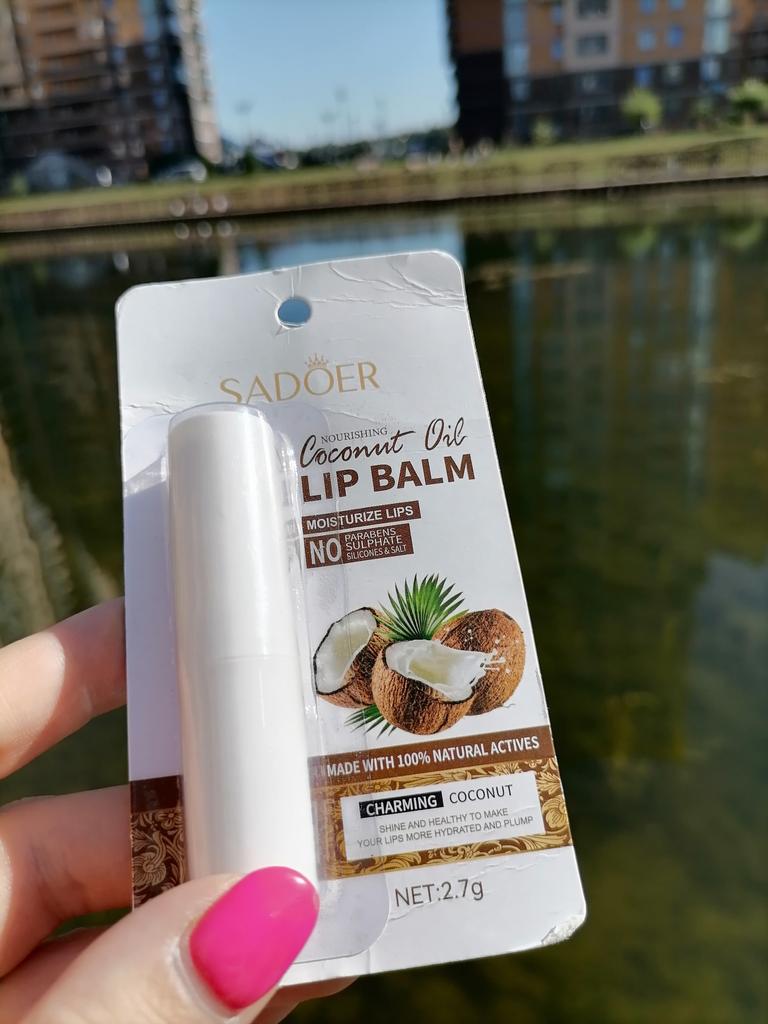 SADOER
NOURISHING
Coconut Oil
LIP BALM
MOISTURIZE LIPS
NO PARABENS
SULPHATE
SILICONES & SALT
MADE WITH 100% NATURAL ACTIVES
CHARMING COCONUT
SHINE AND HEALTHY TO MAKE
YOUR LIPS MORE HYDRATED AND PLUMP
NET:2.7g